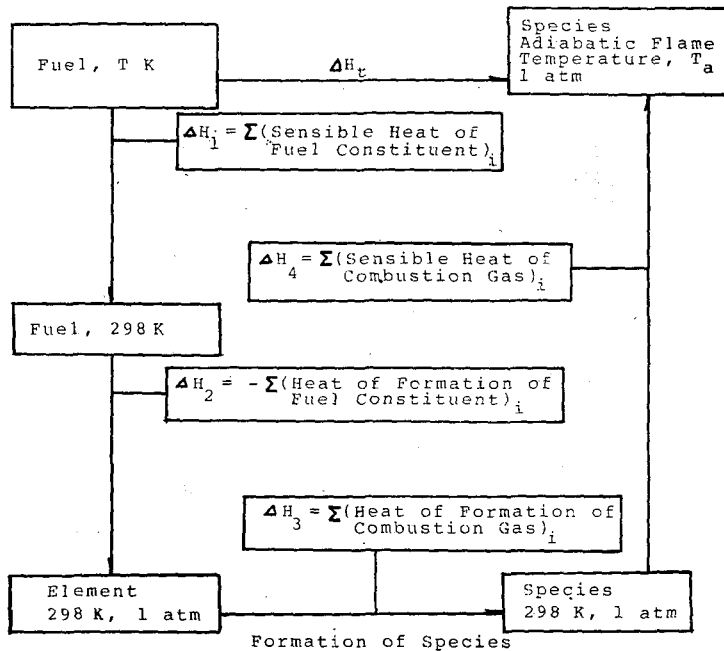 Fuel, T K
ΔH_t
Species
Adiabatic Flame
Temperature, T_a
1 atm
ΔH_i = Σ(Sensible Heat of
Fuel Constituent)_i
ΔH_4 = Σ(Sensible Heat of
Combustion Gas)_i
Fuel, 298 K
ΔH_2 = -Σ(Heat of Formation of
Fuel Constituent)_i
ΔH_3 = Σ(Heat of Formation of
Combustion Gas)_i
Element
298 K, 1 atm
Species
298 K, 1 atm
Formation of Species